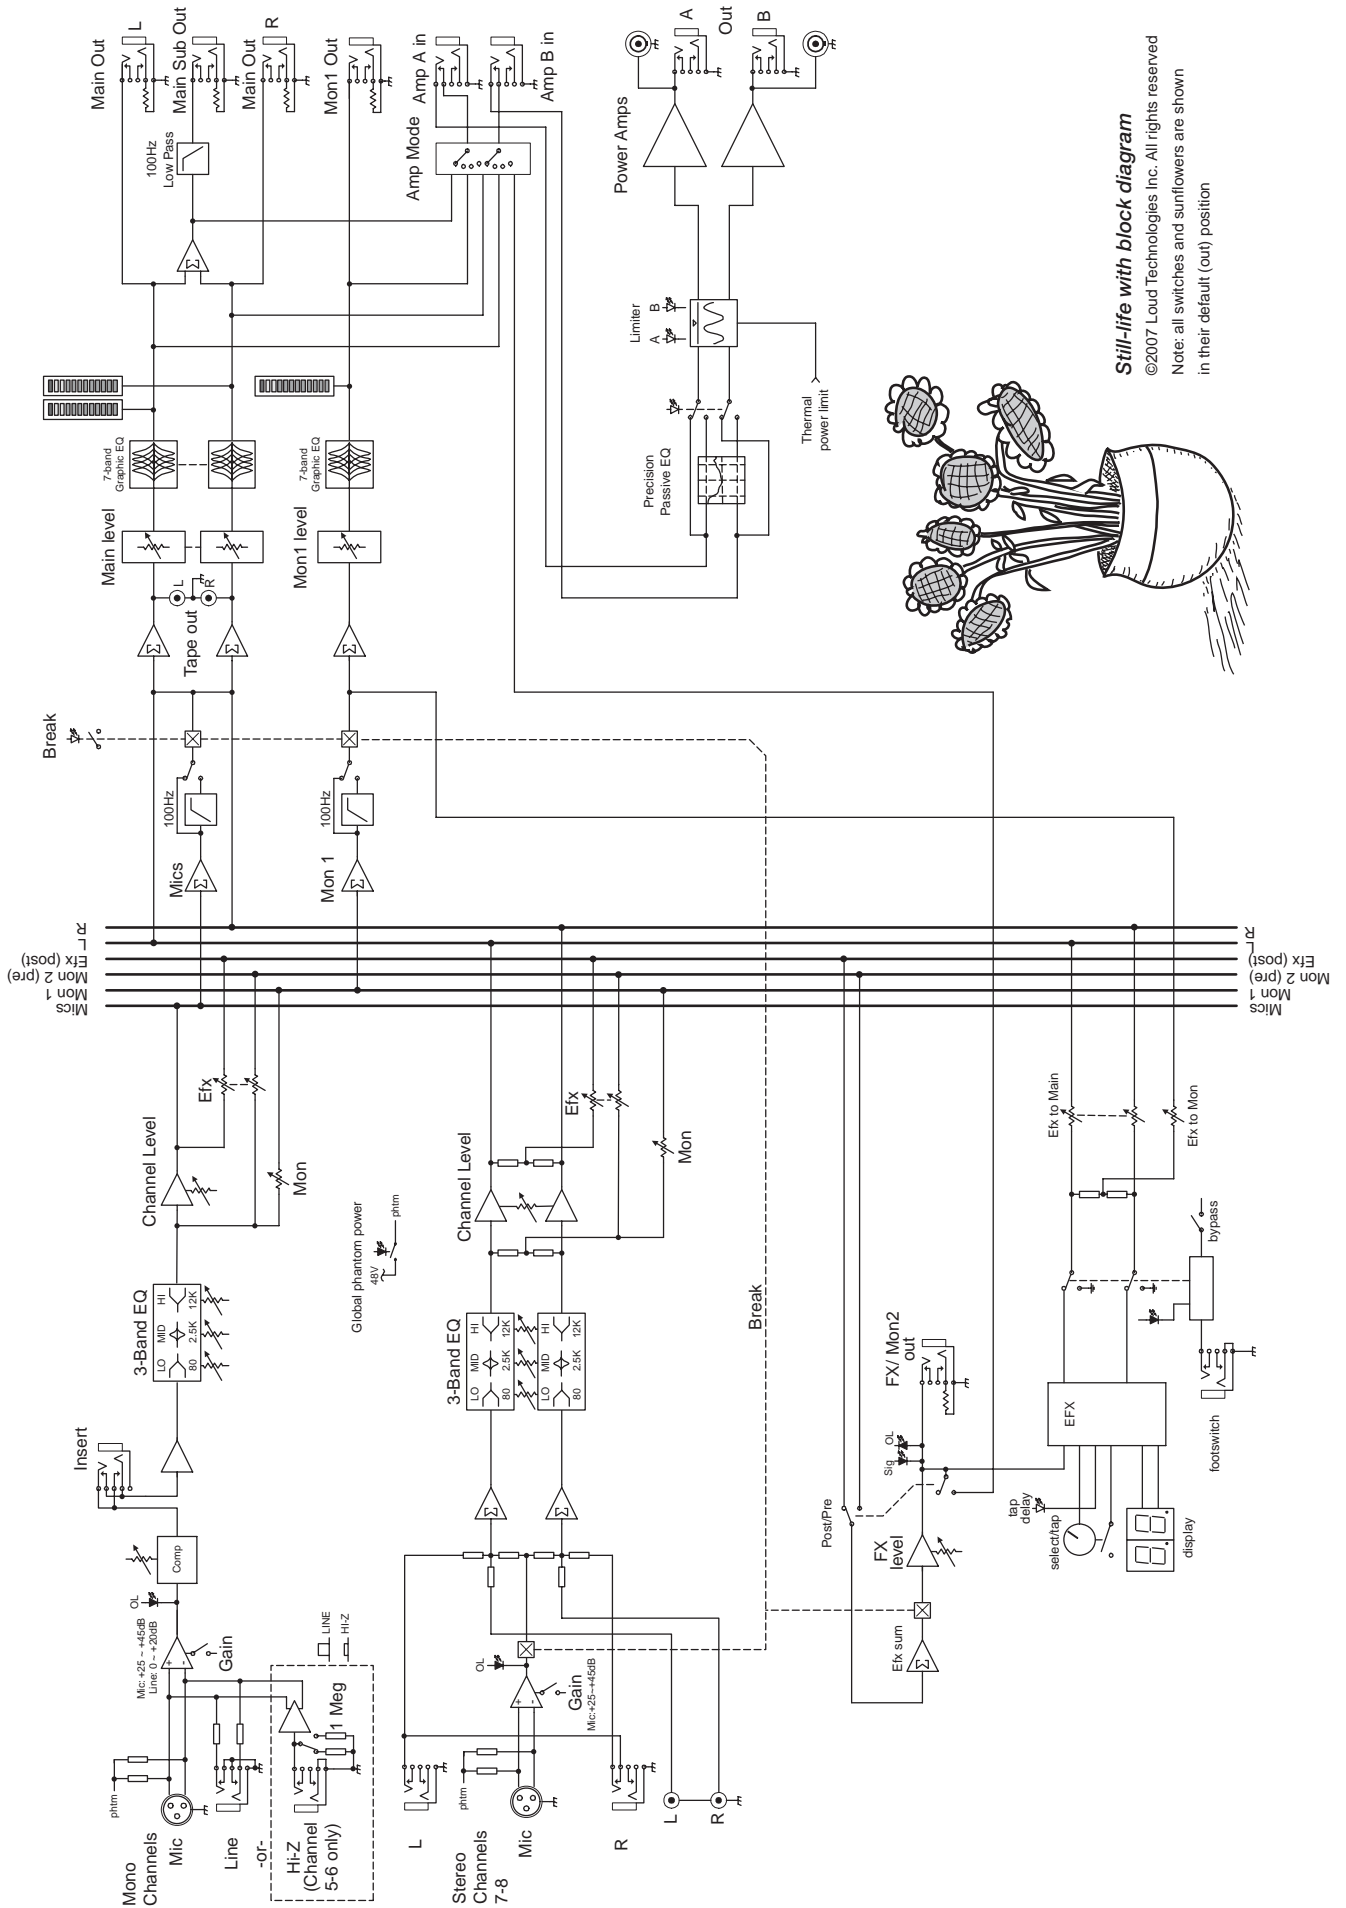 Mono
Channels
Mic
phtm
Line
-or-
Hi-Z
(Channel
5-6 only)
1 Meg
LINE
HI-Z
Mic: +25 ~ +45dB
Line: 0 ~ +20dB
+
-
Gain
OL
Comp
Insert
3-Band EQ
LO
MID
HI
80
2.5K
12K
Channel Level
Efx
Mon
Global phantom power
48V
phtm
Stereo
Channels
7-8
L
Mic
phtm
R
L
R
+
-
Gain
Mic:+25~+45dB
OL
3-Band EQ
LO
MID
HI
80
2.5K
12K
LO
MID
HI
80
2.5K
12K
Channel Level
Efx
Mon
Break
Efx sum
Σ
FX
level
Post/Pre
Sig
OL
FX/ Mon2
out
tap
delay
select/tap
display
EFX
footswitch
bypass
Efx to Main
Efx to Mon
Mics
Mon 1
Mon 2 (pre)
Efx (post)
L
R
Mics
Mon 1
Mon 2 (pre)
Efx (post)
L
R
Mics
Σ
100Hz
Mon 1
Σ
100Hz
Break
Σ
Σ
Σ
Tape out
L
R
Main level
Mon1 level
7-band
Graphic EQ
7-band
Graphic EQ
Σ
100Hz
Low Pass
Main Out
L
Main Sub Out
Main Out
R
Mon1 Out
Amp Mode
Amp A in
Amp B in
Precision
Passive EQ
Limiter
A
B
Thermal
power limit
Power Amps
A
Out
B
Still-life with block diagram
©2007 Loud Technologies Inc. All rights reserved
Note: all switches and sunflowers are shown
in their default (out) position